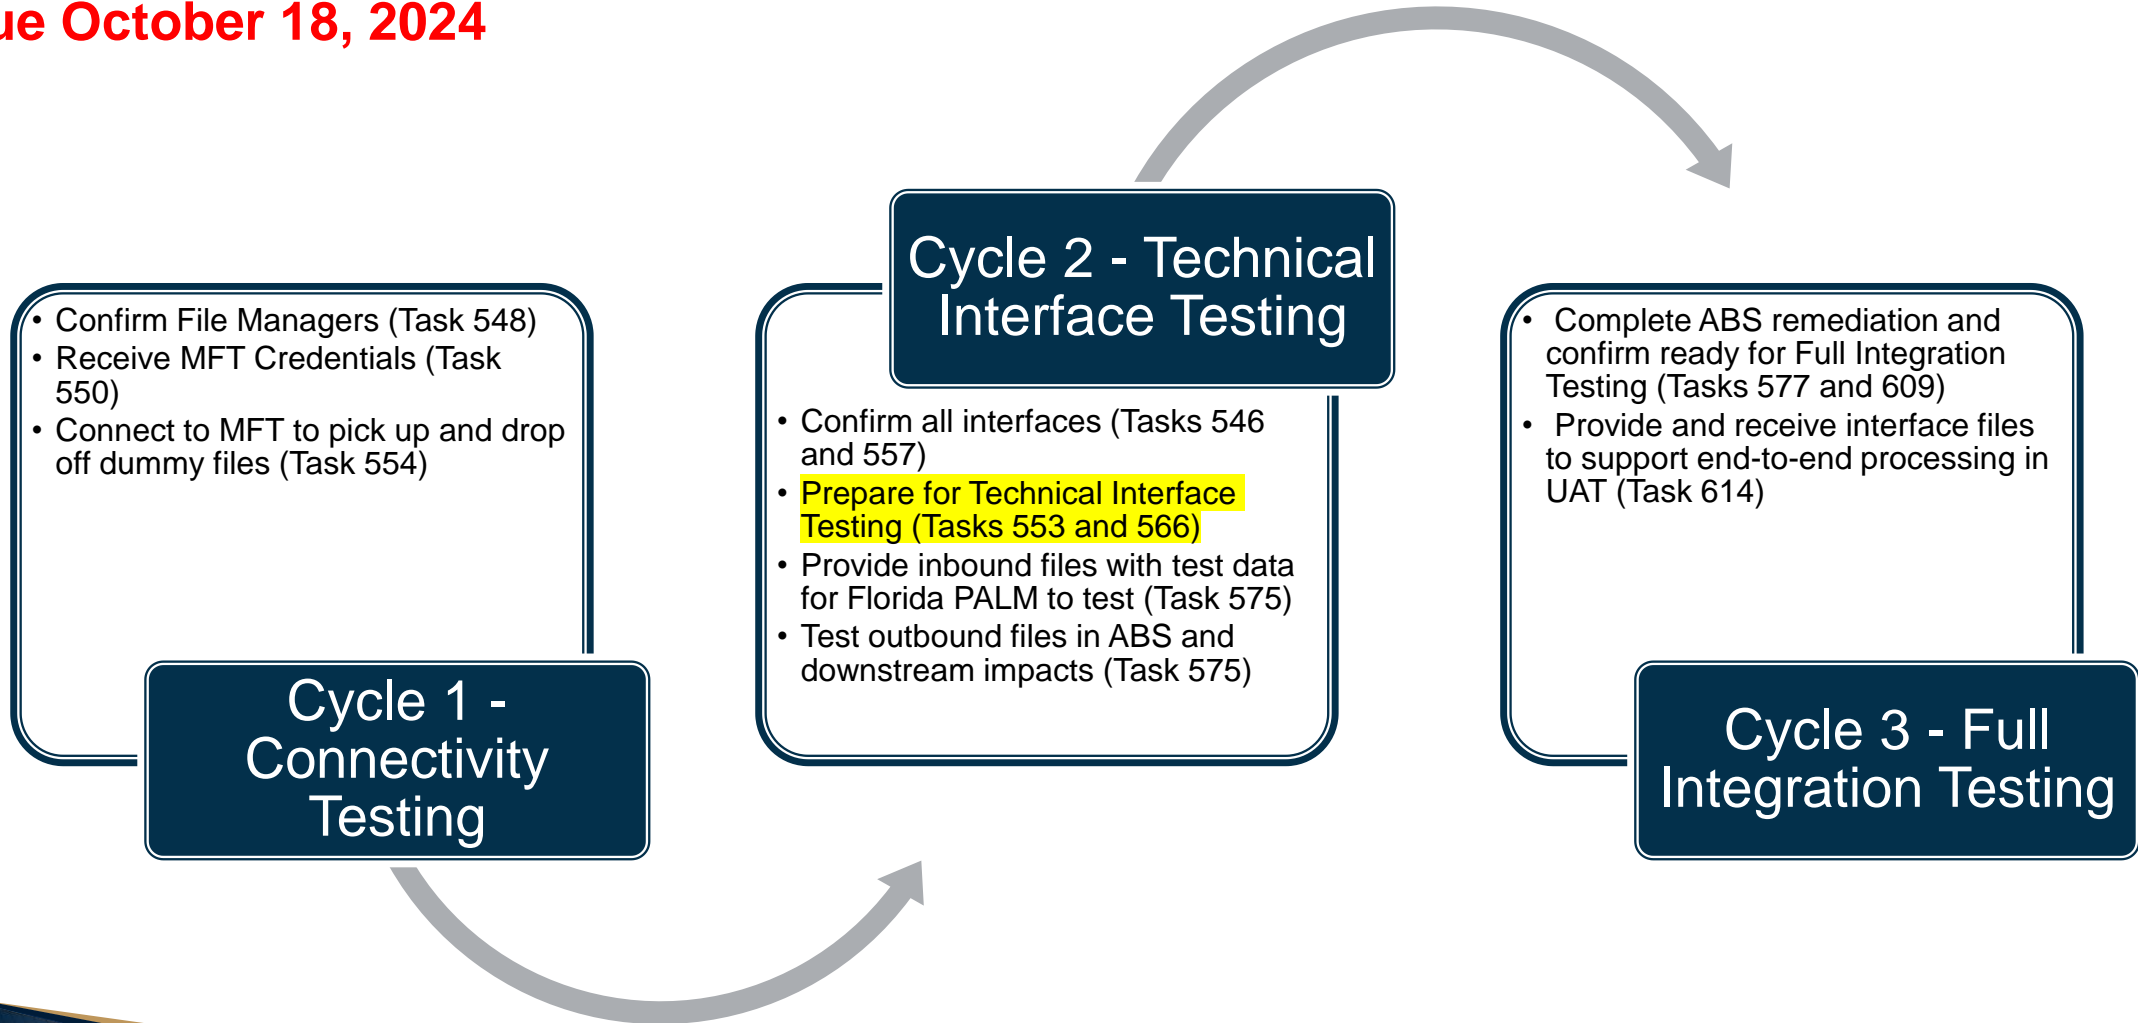 ue October 18, 2024
• Confirm File Managers (Task 548)
• Receive MFT Credentials (Task
550)
• Connect to MFT to pick up and drop
off dummy files (Task 554)
Cycle 1 -
Connectivity
Testing
Cycle 2 - Technical
Interface Testing
• Confirm all interfaces (Tasks 546
and 557)
• Prepare for Technical Interface
Testing (Tasks 553 and 566)
• Provide inbound files with test data
for Florida PALM to test (Task 575)
• Test outbound files in ABS and
downstream impacts (Task 575)
• Complete ABS remediation and
confirm ready for Full Integration
Testing (Tasks 577 and 609)
• Provide and receive interface files
to support end-to-end processing in
UAT (Task 614)
Cycle 3 - Full
Integration Testing